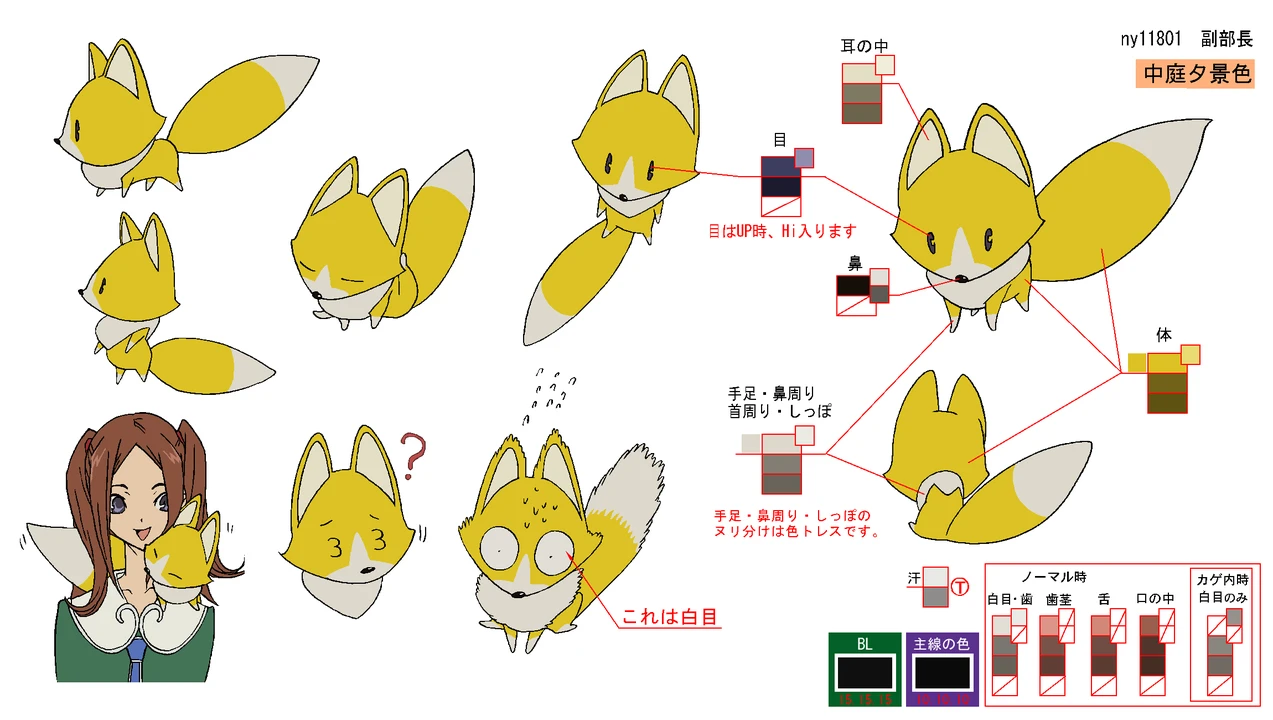 ny11801 副部長
中庭夕景色
耳の中
目
目はUP時、Hi入ります
鼻
体
手足・鼻周り
首周り・しっぽ
手足・鼻周り・しっぽの
ヌリ分けは色トレスです。
?
これは白目
汗
T
ノーマル時
白目・歯
歯茎
舌
口の中
カゲ内時
白目のみ
BL
主線の色
15 15 15